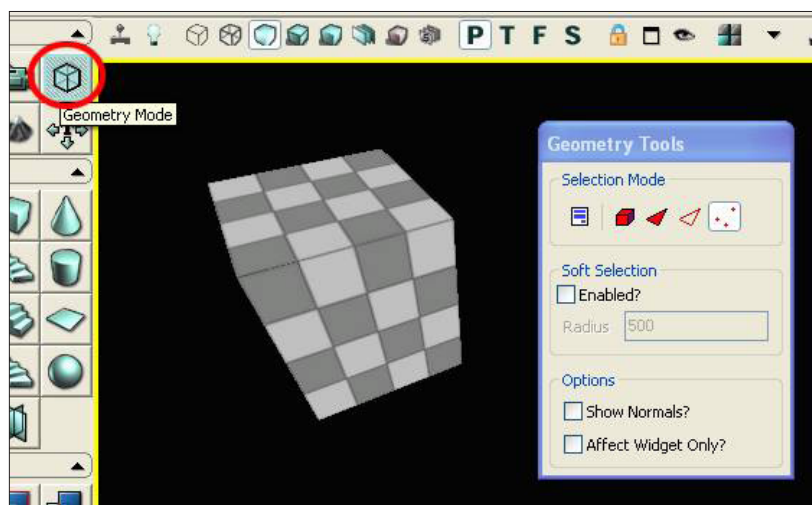 P T F S
Geometry Mode
Geometry Tools
Selection Mode
Soft Selection
Enabled?
Radius 500
Options
Show Normals?
Affect Widget Only?